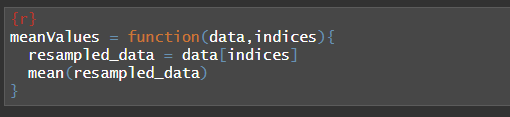 {r}
meanValues = function(data,indices){
  resampled_data = data[indices]
  mean(resampled_data)
}